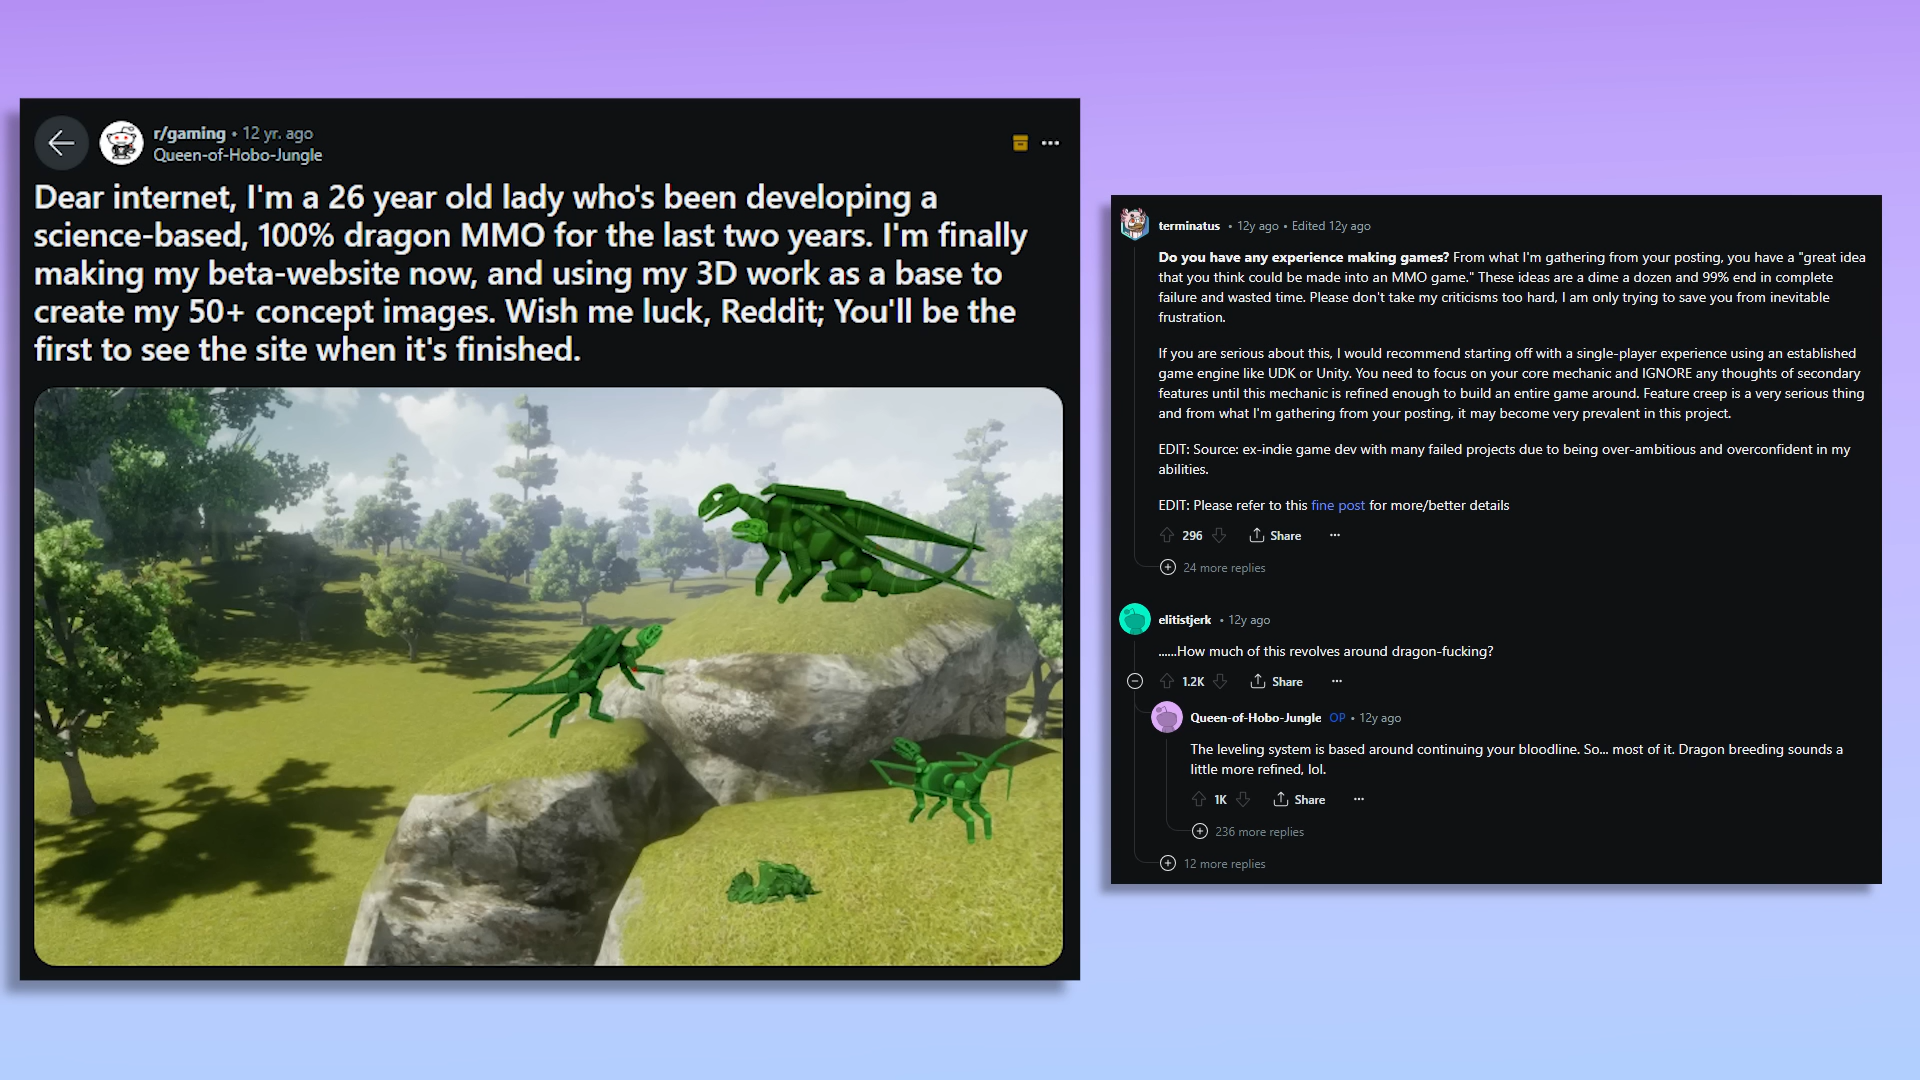 r/gaming • 12 yr. ago
Queen-of-Hobo-Jungle
Dear internet, I'm a 26 year old lady who's been developing a
science-based, 100% dragon MMO for the last two years. I'm finally
making my beta-website now, and using my 3D work as a base to
create my 50+ concept images. Wish me luck, Reddit; You'll be the
first to see the site when it's finished.
terminatus • 12y ago • Edited 12y ago
Do you have any experience making games? From what I'm gathering from your posting, you have a "great idea
that you think could be made into an MMO game." These ideas are a dime a dozen and 99% end in complete
failure and wasted time. Please don't take my criticisms too hard, I am only trying to save you from inevitable
frustration.
If you are serious about this, I would recommend starting off with a single-player experience using an established
game engine like UDK or Unity. You need to focus on your core mechanic and IGNORE any thoughts of secondary
features until this mechanic is refined enough to build an entire game around. Feature creep is a very serious thing
and from what I'm gathering from your posting, it may become very prevalent in this project.
EDIT: Source: ex-indie game dev with many failed projects due to being over-ambitious and overconfident in my
abilities.
EDIT: Please refer to this fine post for more/better details
296 Share
24 more replies
elitistjerk • 12y ago
......How much of this revolves around dragon-fucking?
1.2K Share
Queen-of-Hobo-Jungle OP • 12y ago
The leveling system is based around continuing your bloodline. So... most of it. Dragon breeding sounds a
little more refined, lol.
1K Share
236 more replies
12 more replies